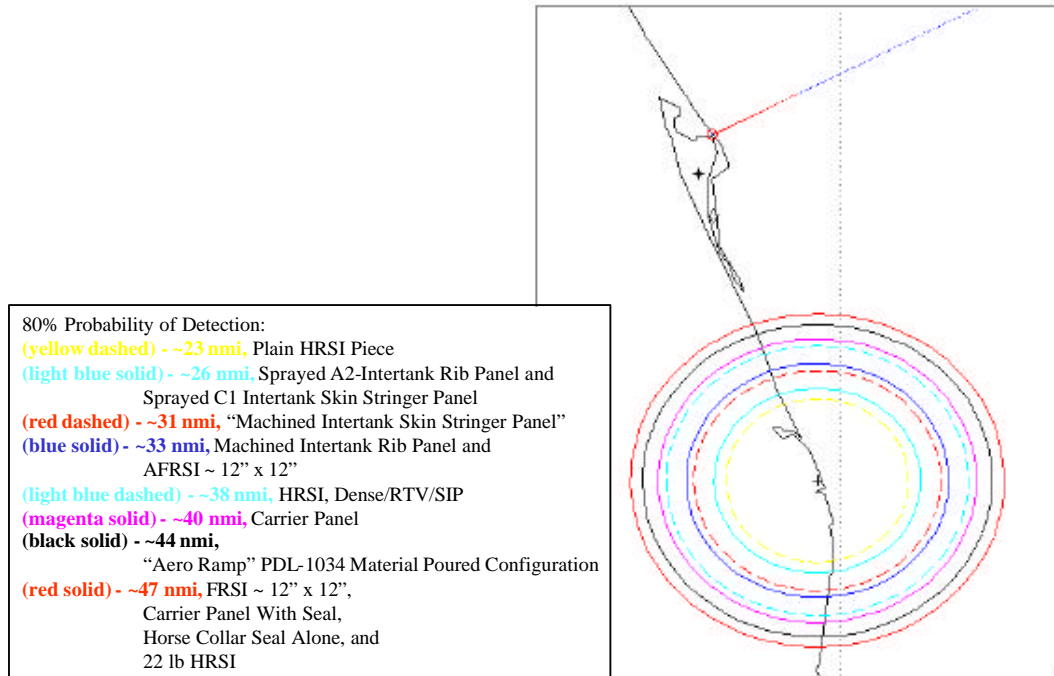 80% Probability of Detection:
(yellow dashed) - ~23 nmi, Plain HRSI Piece
(light blue solid) - ~26 nmi, Sprayed A2-Intertank Rib Panel and
Sprayed C1 Intertank Skin Stringer Panel
(red dashed) - ~31 nmi, “Machined Intertank Skin Stringer Panel”
(blue solid) - ~33 nmi, Machined Intertank Rib Panel and
AFRSI ~ 12” x 12”
(light blue dashed) - ~38 nmi, HRSI, Dense/RTV/SIP
(magenta solid) - ~40 nmi, Carrier Panel
(black solid) - ~44 nmi,
“Aero Ramp” PDL-1034 Material Poured Configuration
(red solid) - ~47 nmi, FRSI ~ 12” x 12”,
Carrier Panel With Seal,
Horse Collar Seal Alone, and
22 lb HRSI